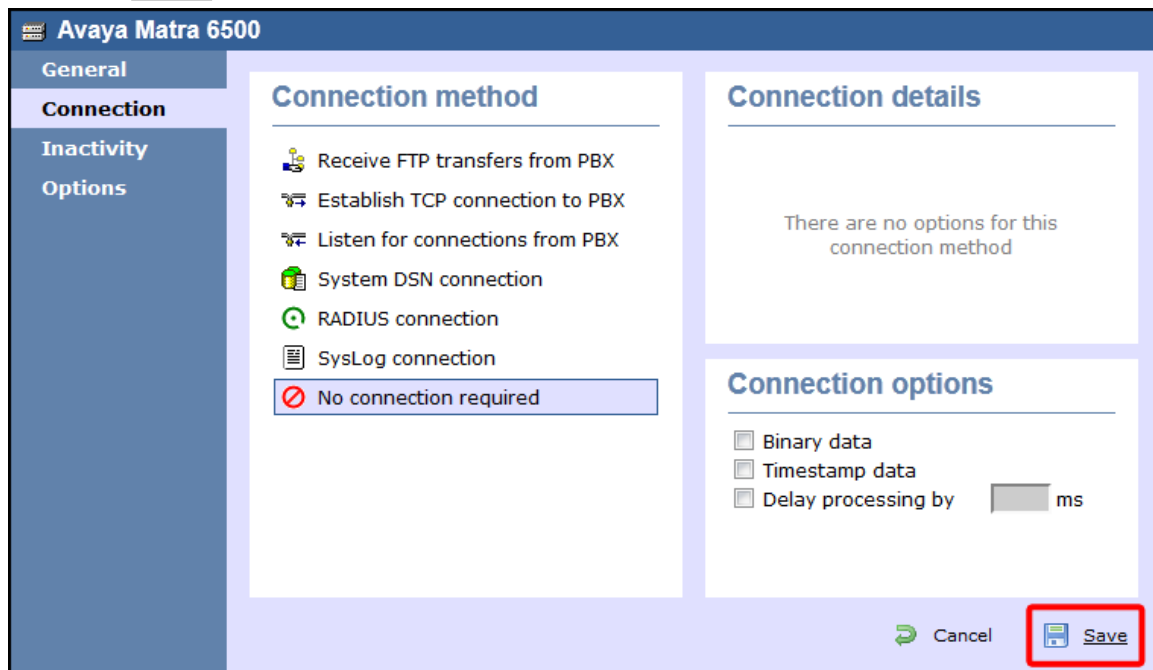 Avaya Matra 6500
General
Connection
Inactivity
Options
Connection method
Receive FTP transfers from PBX
Establish TCP connection to PBX
Listen for connections from PBX
System DSN connection
RADIUS connection
SysLog connection
No connection required
Connection details
There are no options for this
connection method
Connection options
Binary data
Timestamp data
Delay processing by ms
Cancel Save